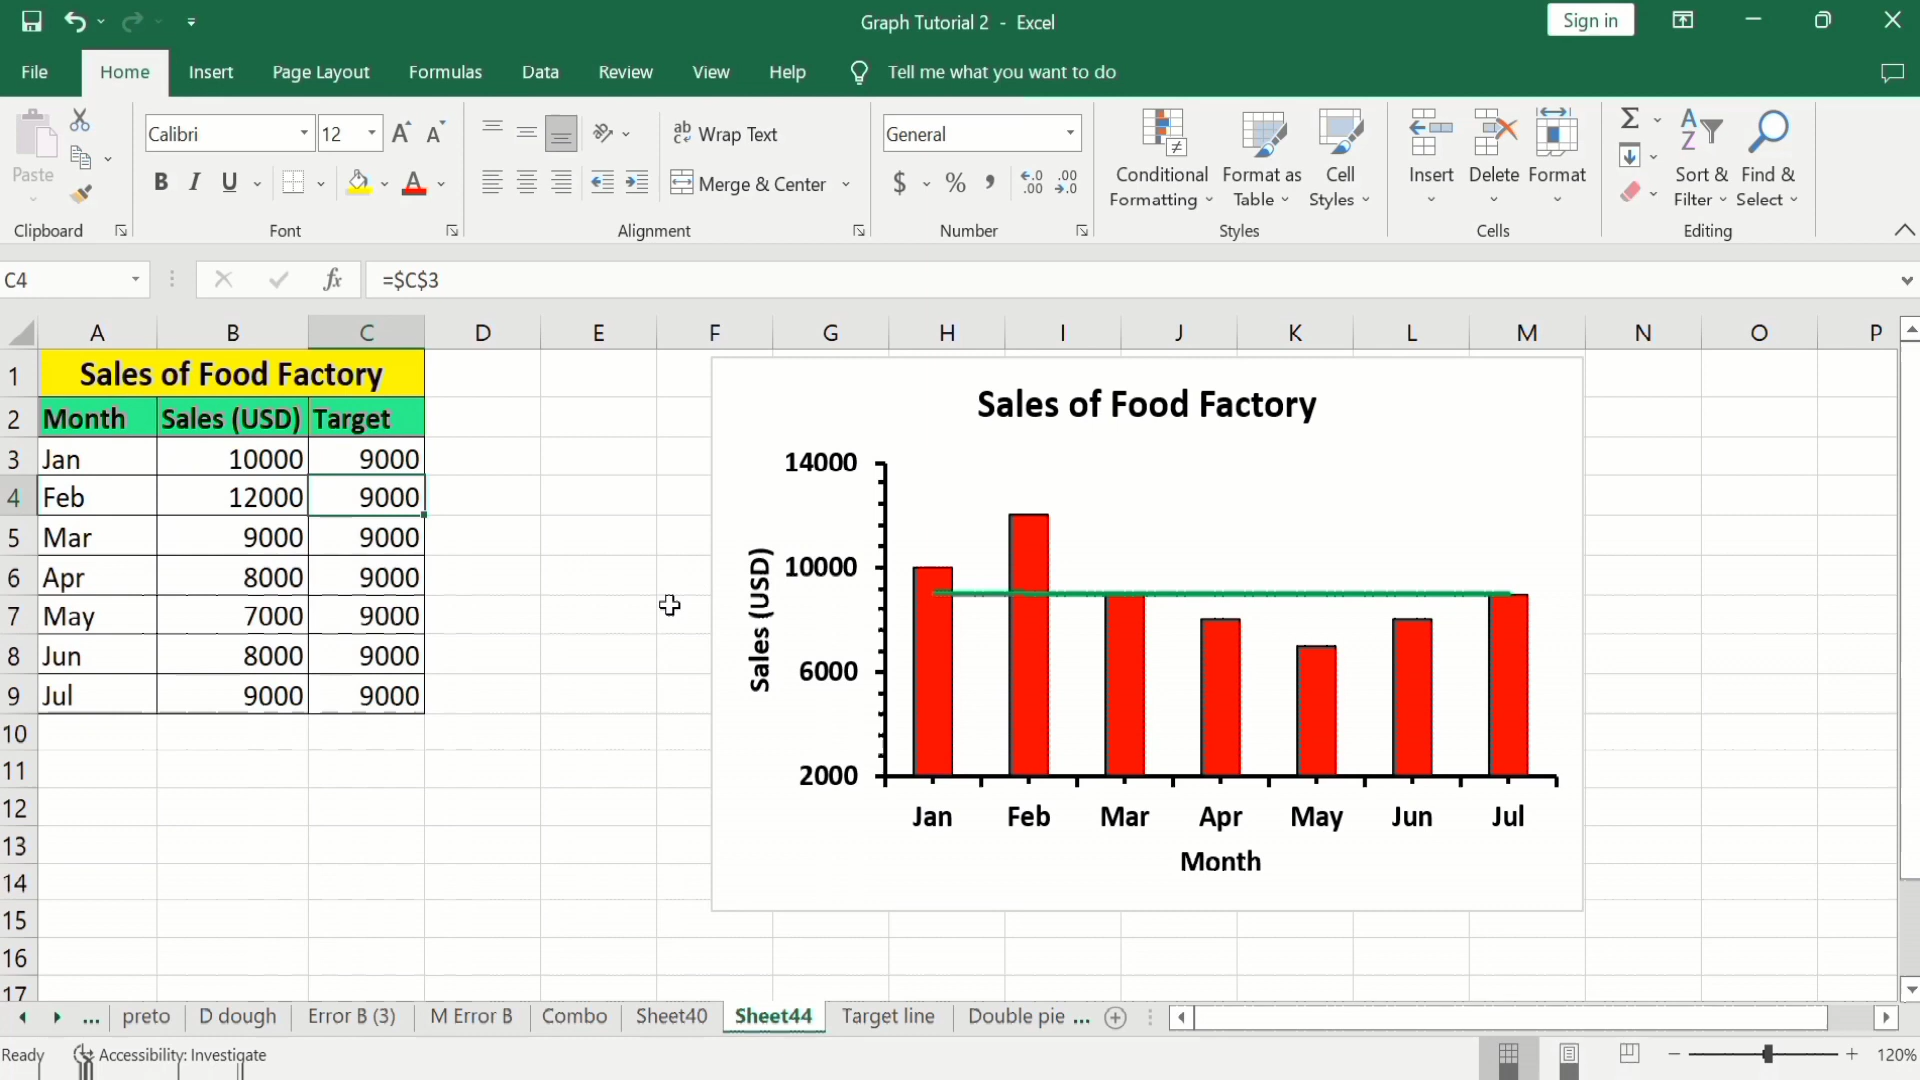 Graph Tutorial 2 - Excel
Sign in
File Home Insert Page Layout Formulas Data Review View Help Tell me what you want to do
Paste
Clipboard
Calibri 12
B I U
Font
Wrap Text
Merge & Center
Alignment
General
$ % ,
Number
Conditional Formatting
Format as Table
Cell Styles
Styles
Insert Delete Format
Cells
Sort & Filter
Find & Select
Editing
C4 fx =$C$3
A B C D E F G H I J K L M N O P
1 Sales of Food Factory
2 Month Sales (USD) Target
3 Jan 10000 9000
4 Feb 12000 9000
5 Mar 9000 9000
6 Apr 8000 9000
7 May 7000 9000
8 Jun 8000 9000
9 Jul 9000 9000
10
11
12
13
14
15
16
17
Sales of Food Factory
Sales (USD)
14000
10000
6000
2000
Jan Feb Mar Apr May Jun Jul
Month
... preto D dough Error B (3) M Error B Combo Sheet40 Sheet44 Target line Double pie ...
Ready Accessibility: Investigate 120%